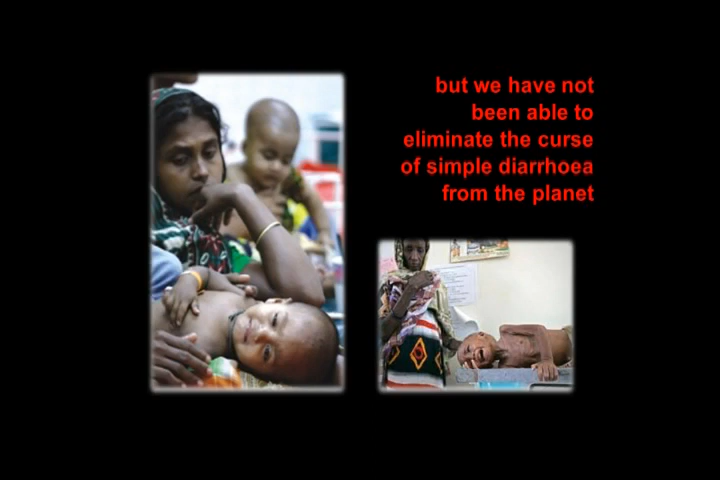 but we have not
been able to
eliminate the curse
of simple diarrhoea
from the planet